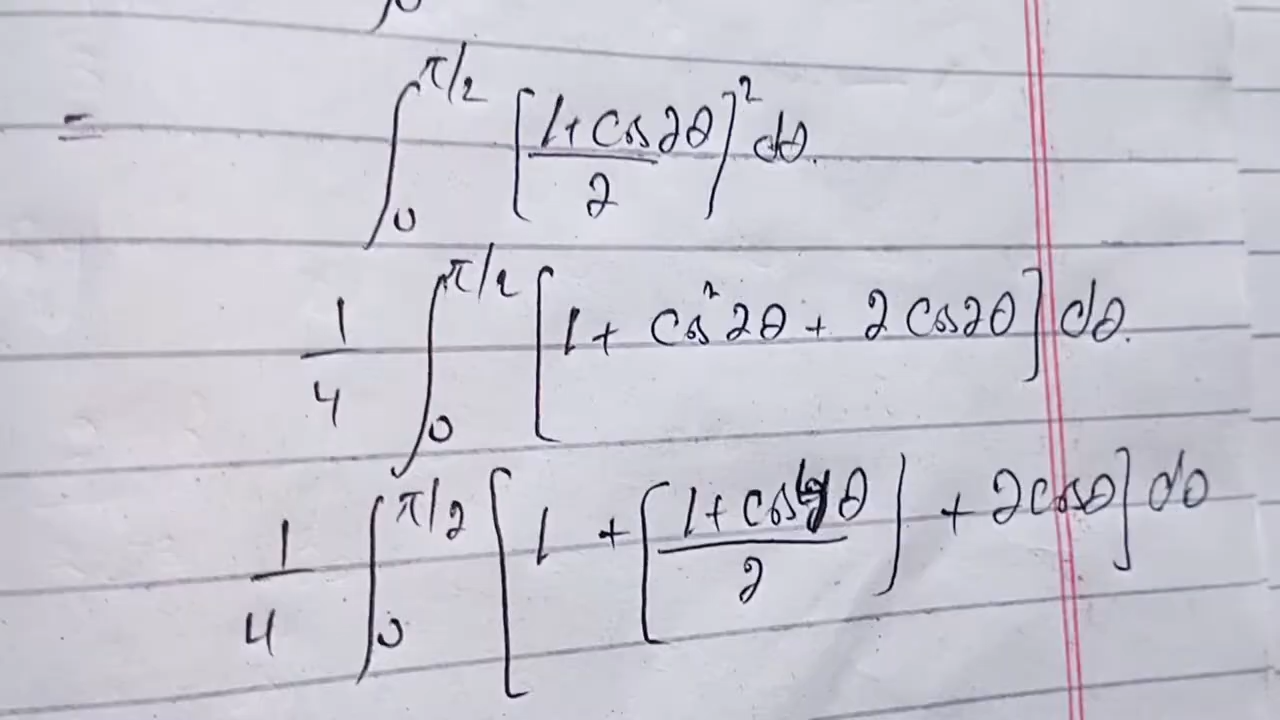 = ∫₀^π/2 [(1+cos2θ)/2]² dθ.
1/4 ∫₀^π/2 [1 + cos²2θ + 2cos2θ] dθ.
1/4 ∫₀^π/2 [1 + [(1+cos4θ)/2] + 2cosθ] dθ